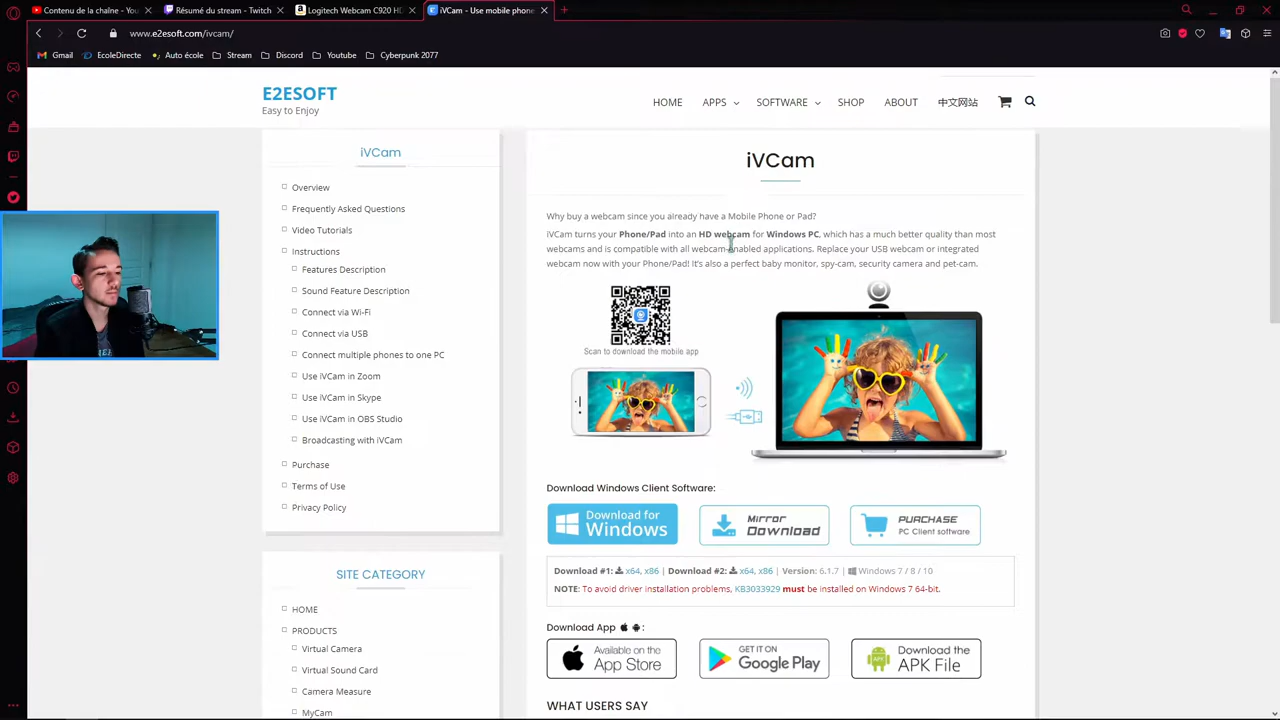 Contenu de la chaîne - You
Résumé du stream - Twitch
Logitech Webcam C920 HD
iVCam - Use mobile phone
www.e2esoft.com/ivcam/
Gmail
EcoleDirecte
Auto école
Stream
Discord
Youtube
Cyberpunk 2077
E2ESOFT
Easy to Enjoy
HOME
APPS
SOFTWARE
SHOP
ABOUT
中文网站
iVCam
Overview
Frequently Asked Questions
Video Tutorials
Instructions
Features Description
Sound Feature Description
Connect via Wi-Fi
Connect via USB
Connect multiple phones to one PC
Use iVCam in Zoom
Use iVCam in Skype
Use iVCam in OBS Studio
Broadcasting with iVCam
Purchase
Terms of Use
Privacy Policy
SITE CATEGORY
HOME
PRODUCTS
Virtual Camera
Virtual Sound Card
Camera Measure
MyCam
iVCam
Why buy a webcam since you already have a Mobile Phone or Pad?
iVCam turns your Phone/Pad into an HD webcam for Windows PC, which has a much better quality than most
webcams and is compatible with all webcam-enabled applications. Replace your USB webcam or integrated
webcam now with your Phone/Pad! It's also a perfect baby monitor, spy-cam, security camera and pet-cam.
Scan to download the mobile app
Download Windows Client Software:
Download for
Windows
Mirror
Download
PURCHASE
PC Client software
Download #1: x64, x86 | Download #2: x64, x86 | Version: 6.1.7 | Windows 7 / 8 / 10
NOTE: To avoid driver installation problems, KB3033929 must be installed on Windows 7 64-bit.
Download App :
Available on the
App Store
GET IT ON
Google Play
Download the
APK File
WHAT USERS SAY